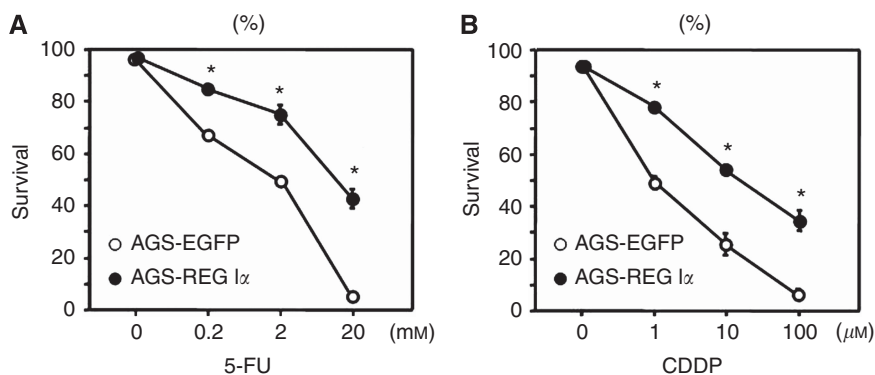 A
(%)
100
80
60
40
20
0
Survival
AGS-EGFP
AGS-REG Iα
0 0.2 2 20 (mM)
5-FU
* * *
B
(%)
100
80
60
40
20
0
Survival
AGS-EGFP
AGS-REG Iα
0 1 10 100 (μM)
CDDP
* * *